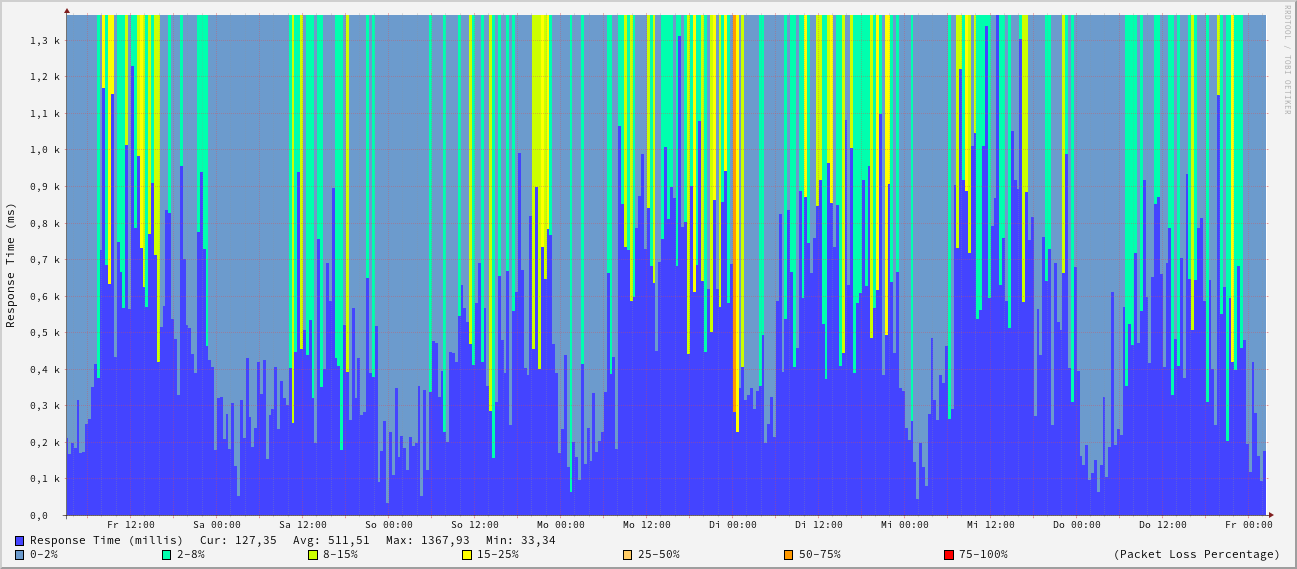 RRDTOOL / TOBI OETIKER
Response Time (ms)
1,3 k
1,2 k
1,1 k
1,0 k
0,9 k
0,8 k
0,7 k
0,6 k
0,5 k
0,4 k
0,3 k
0,2 k
0,1 k
0,0
Fr 12:00 Sa 00:00 Sa 12:00 So 00:00 So 12:00 Mo 00:00 Mo 12:00 Di 00:00 Di 12:00 Mi 00:00 Mi 12:00 Do 00:00 Do 12:00 Fr 00:00
Response Time (millis) Cur: 127,35 Avg: 511,51 Max: 1367,93 Min: 33,34
0-2% 2-8% 8-15% 15-25% 25-50% 50-75% 75-100% (Packet Loss Percentage)